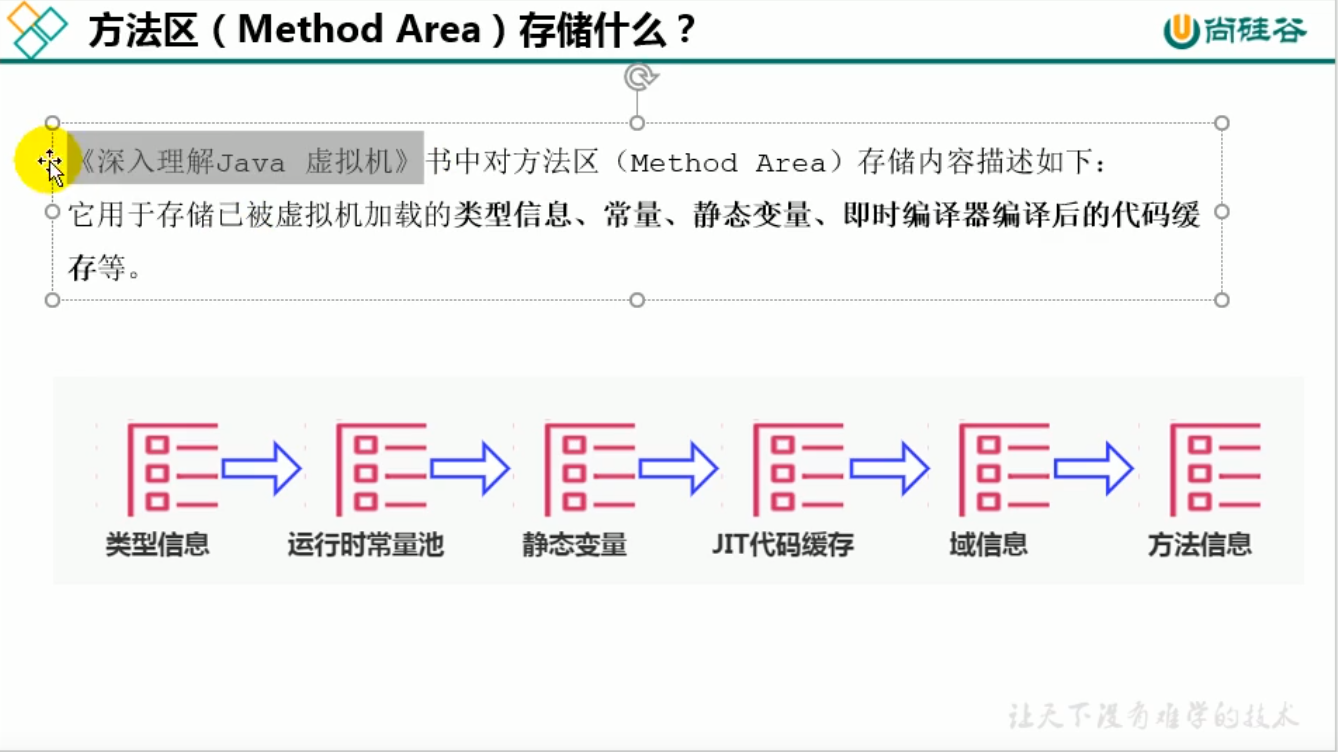 方法区（Method Area）存储什么？
尚硅谷
《深入理解Java 虚拟机》书中对方法区（Method Area）存储内容描述如下：
它用于存储已被虚拟机加载的类型信息、常量、静态变量、即时编译器编译后的代码缓
存等。
类型信息 运行时常量池 静态变量 JIT代码缓存 域信息 方法信息
让天下没有难学的技术